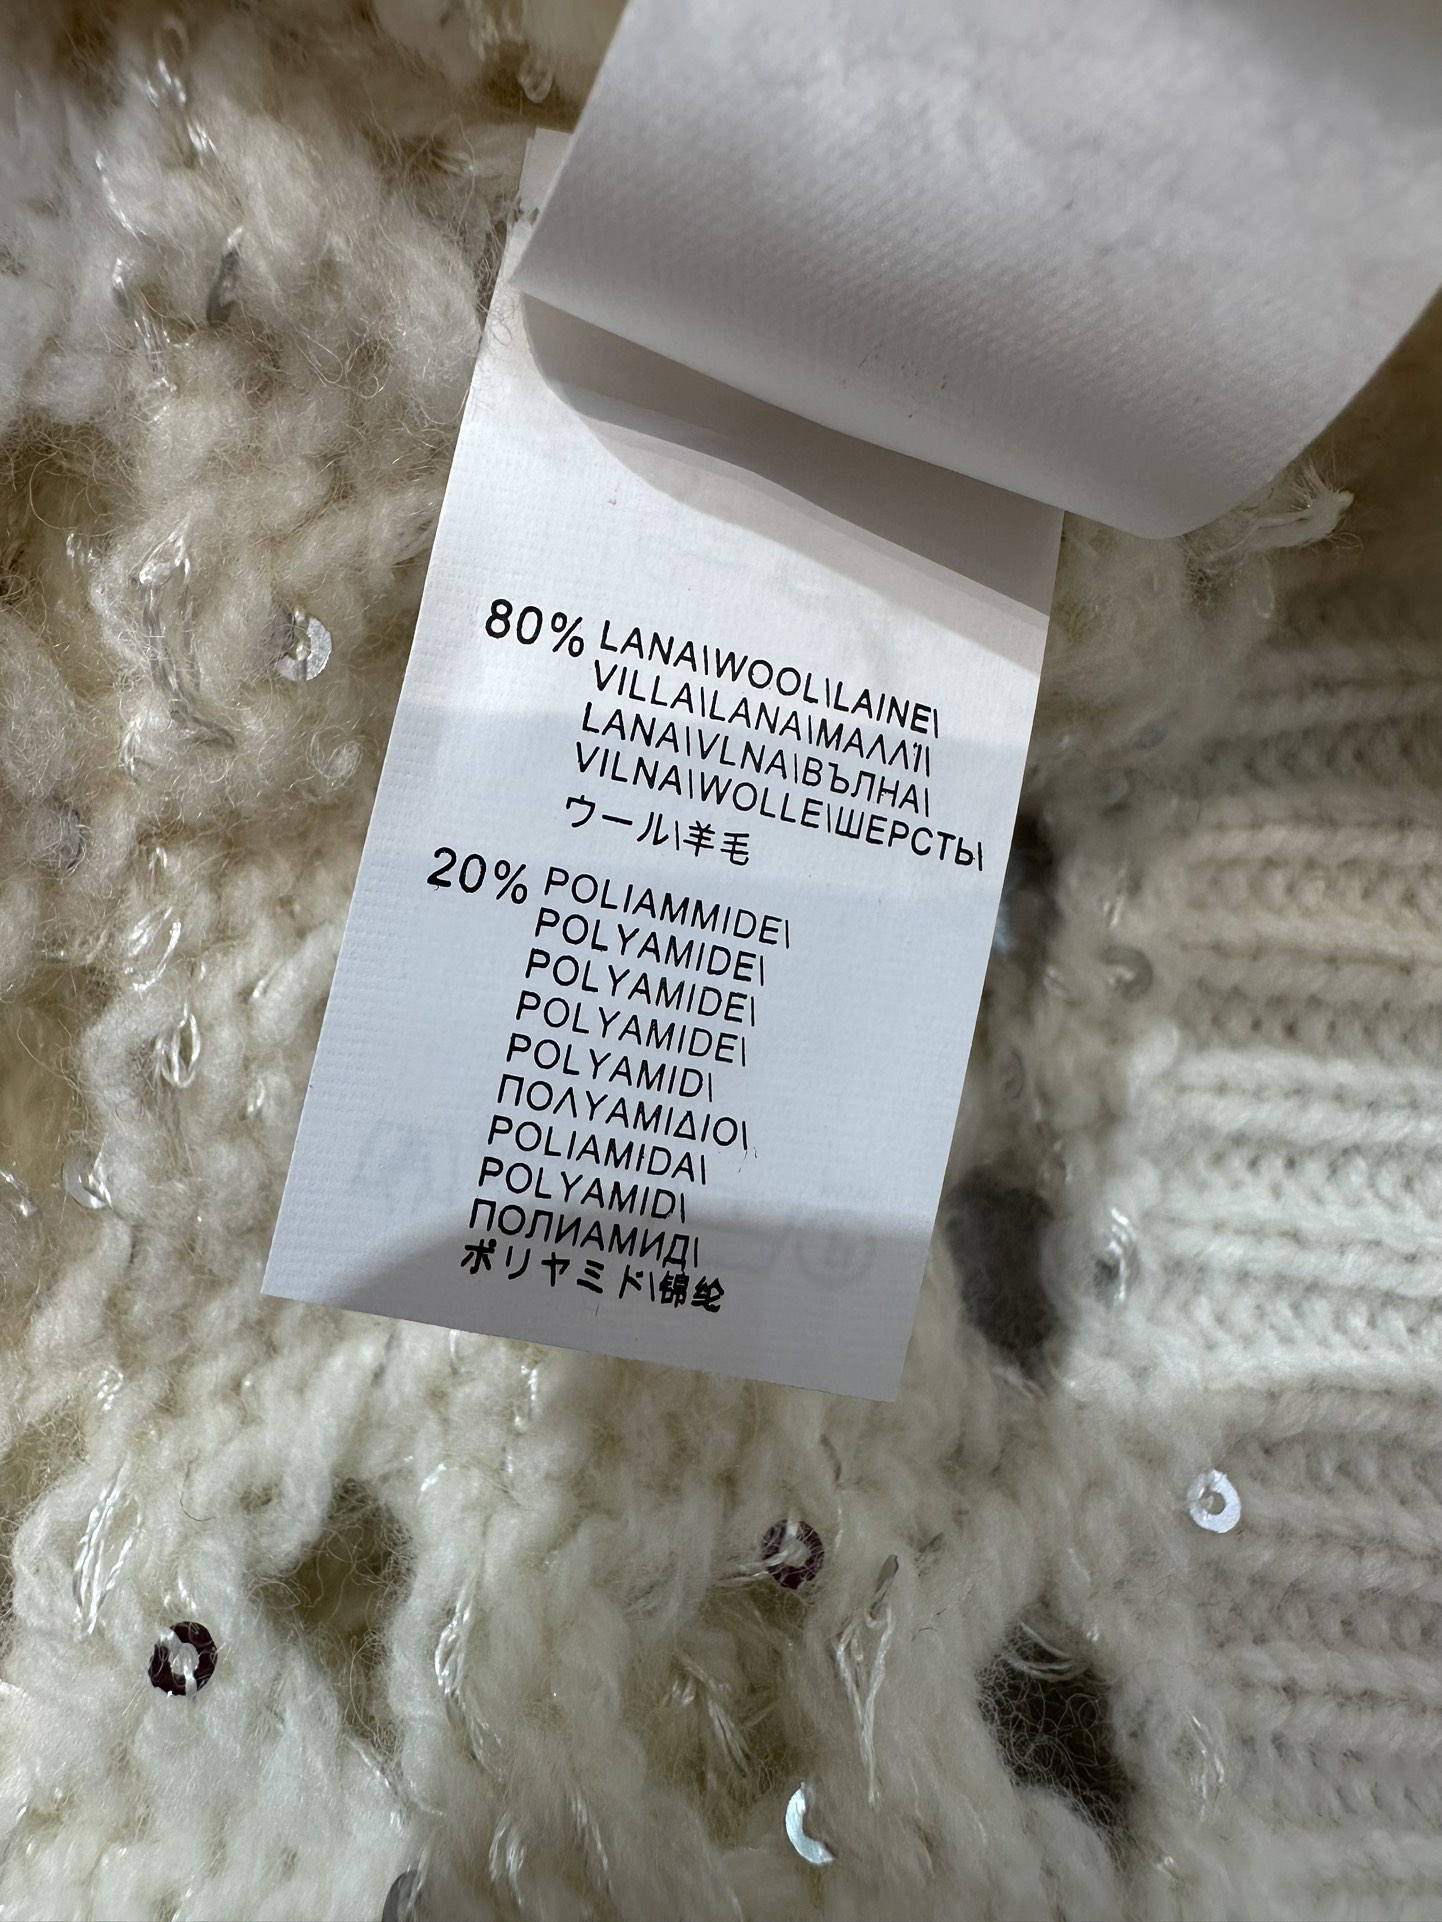 80% LANA\WOOL\LAINE\
VILLA\LANA\ΜΑΛΛΊ\
LANA\VLNA\ВЪЛНА\
VILNA\WOLLE\ШЕРСТЬ\
ウール\羊毛
20% POLIAMMIDE\
POLYAMIDE\
POLYAMIDE\
POLYAMIDE\
POLYAMID\
ΠΟΛΥΑΜΙΔΙΟ\
POLIAMIDA\
POLYAMID\
ПОЛИАМИД\
ポリヤミド\锦纶